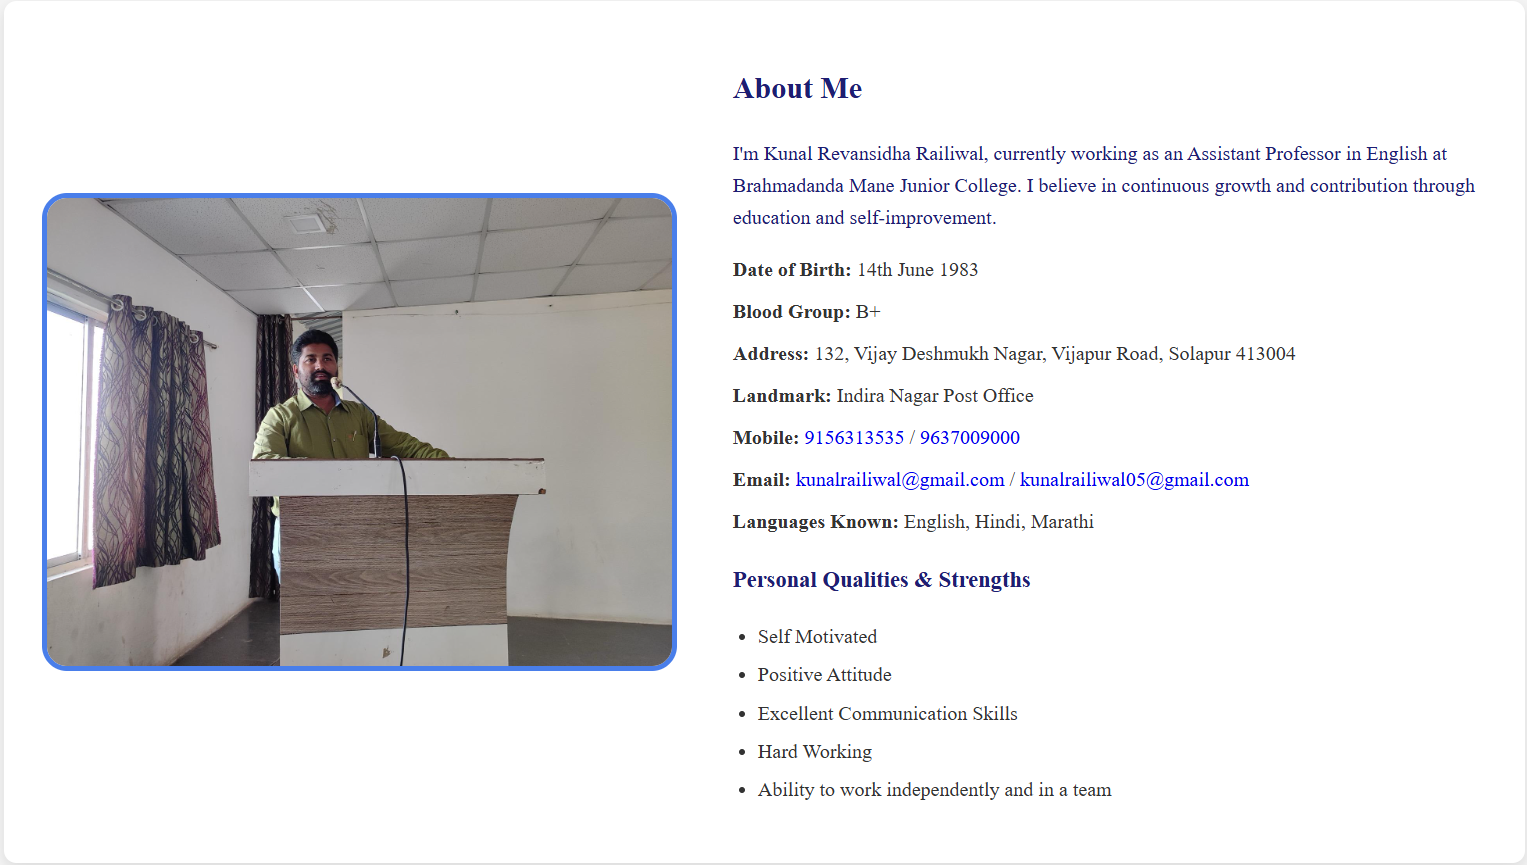 About Me
I'm Kunal Revansidha Railiwal, currently working as an Assistant Professor in English at
Brahmadanda Mane Junior College. I believe in continuous growth and contribution through
education and self-improvement.
Date of Birth: 14th June 1983
Blood Group: B+
Address: 132, Vijay Deshmukh Nagar, Vijapur Road, Solapur 413004
Landmark: Indira Nagar Post Office
Mobile: 9156313535 / 9637009000
Email: kunalrailiwal@gmail.com / kunalrailiwal05@gmail.com
Languages Known: English, Hindi, Marathi
Personal Qualities & Strengths
• Self Motivated
• Positive Attitude
• Excellent Communication Skills
• Hard Working
• Ability to work independently and in a team